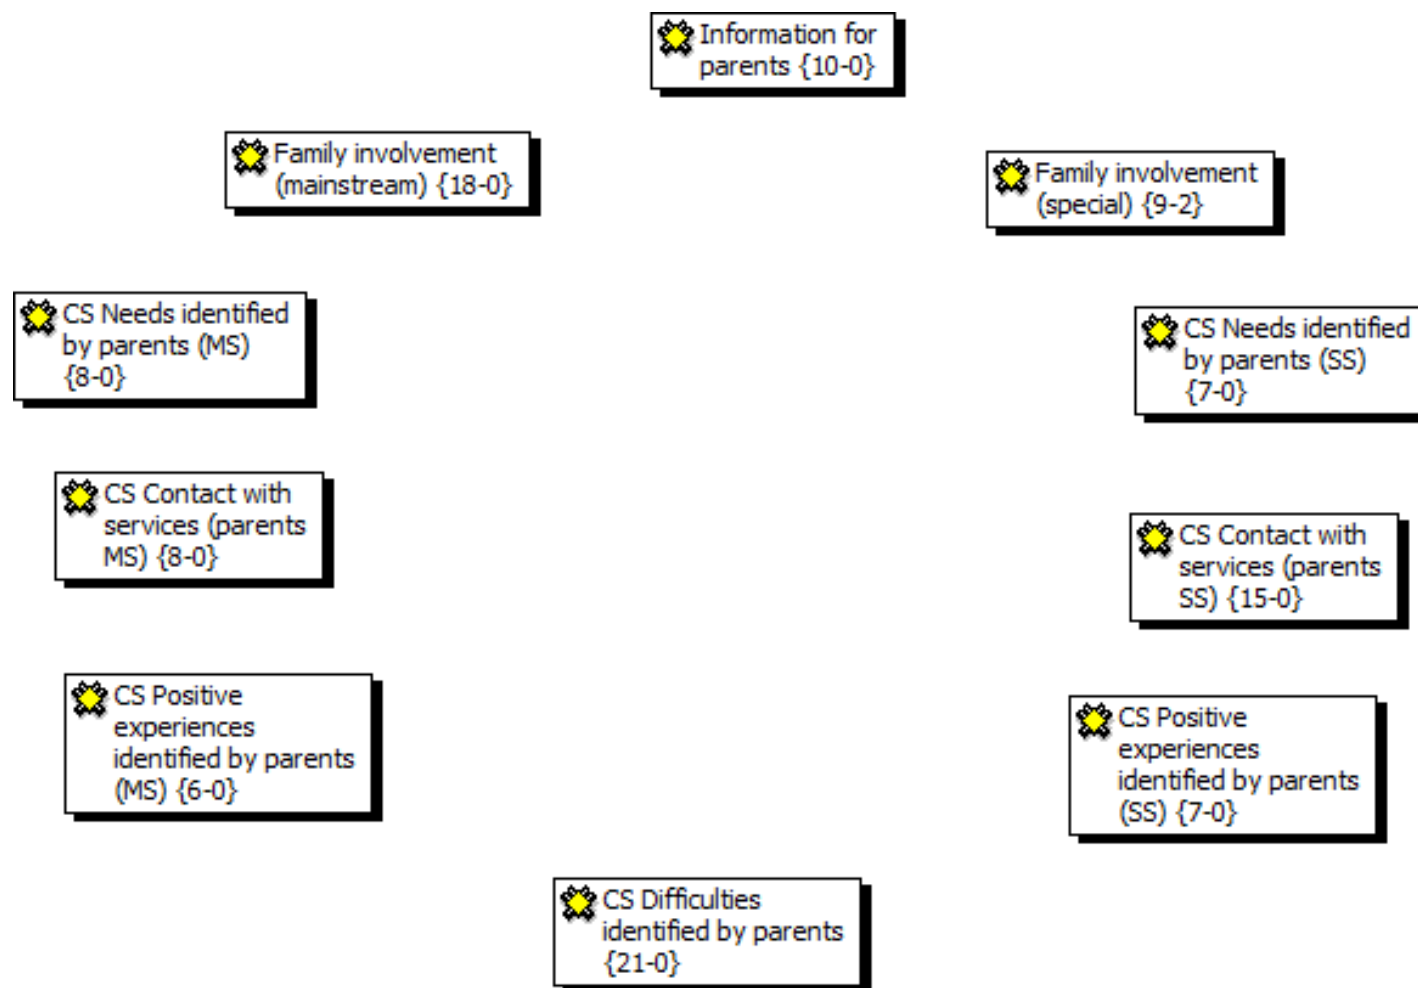 Information for
parents {10-0}
Family involvement
(mainstream) {18-0}
Family involvement
(special) {9-2}
CS Needs identified
by parents (MS)
{8-0}
CS Needs identified
by parents (SS)
{7-0}
CS Contact with
services (parents
MS) {8-0}
CS Contact with
services (parents
SS) {15-0}
CS Positive
experiences
identified by parents
(MS) {6-0}
CS Positive
experiences
identified by parents
(SS) {7-0}
CS Difficulties
identified by parents
{21-0}